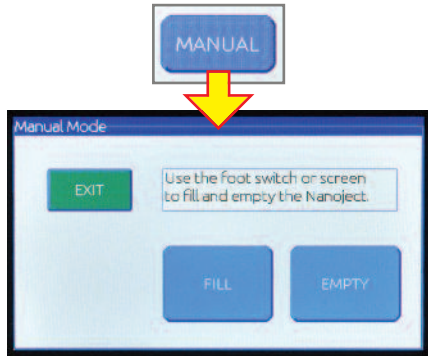 MANUAL
Manual Mode
EXIT
Use the foot switch or screen
to fill and empty the Nanoject.
FILL
EMPTY